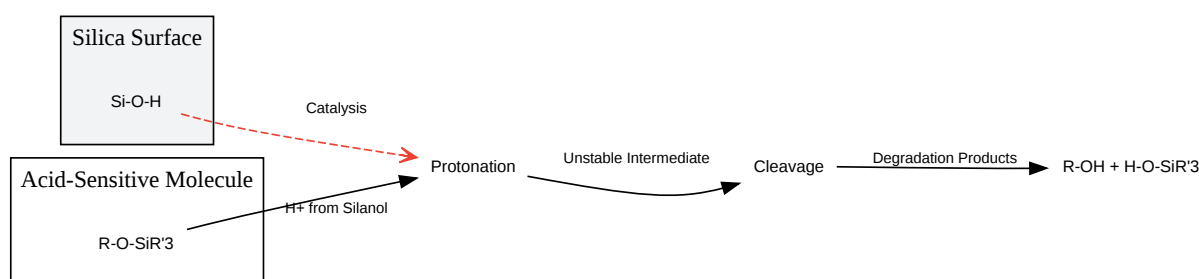 Silica Surface
Si-O-H
Catalysis
Acid-Sensitive Molecule
R-O-SiR'3
H+ from Silanol
Protonation
Unstable Intermediate
Cleavage
Degradation Products
R-OH + H-O-SiR'3